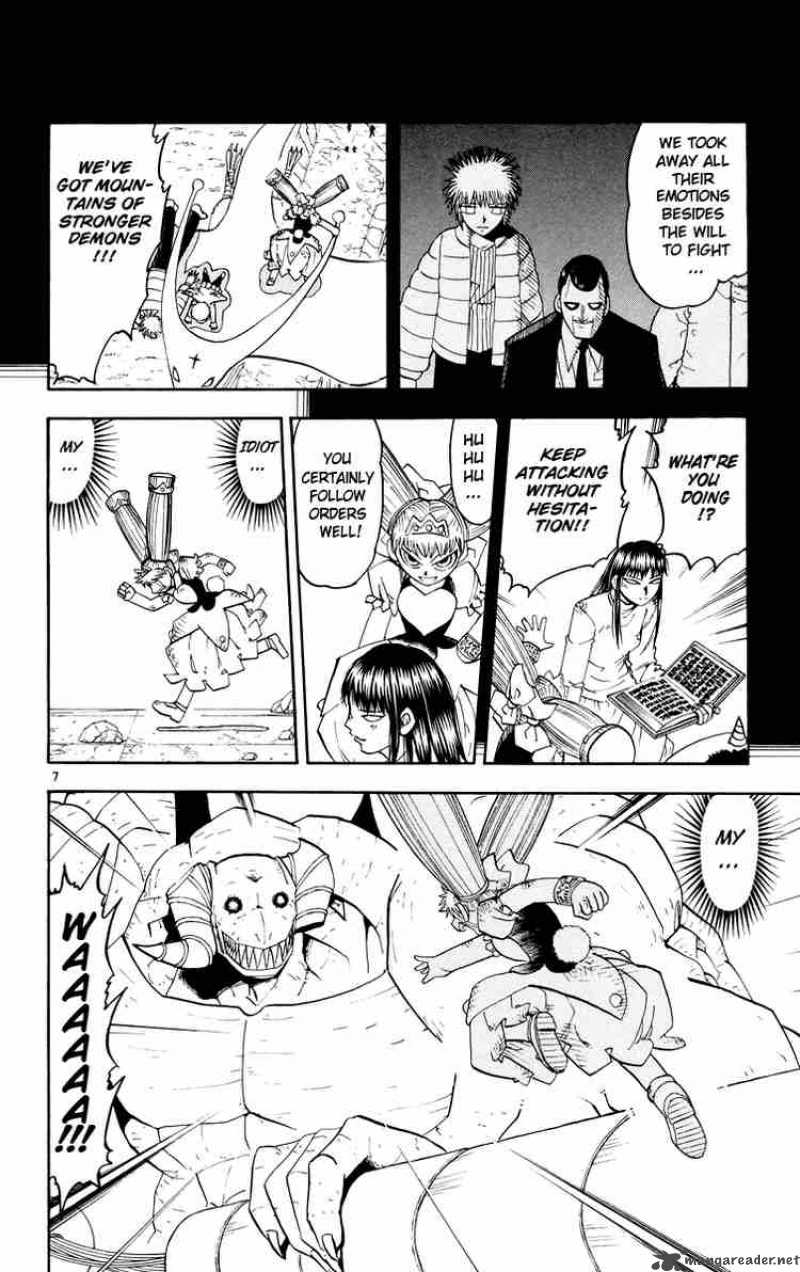 WE TOOK
AWAY ALL
THEIR
EMOTIONS
BESIDES
THE WILL
TO FIGHT
...
WE'VE
GOT MOUN-
TAINS OF
STRONGER
DEMONS
!!!
WHAT'RE
YOU
DOING
!?
KEEP
ATTACKING
WITHOUT
HESITA-
TION!!
HU
HU
HU
...
YOU
CERTAINLY
FOLLOW
ORDERS
WELL!
IDIOT
...
MY
...
7
MY
...
WAAAAAAA!!!
mangareader.net